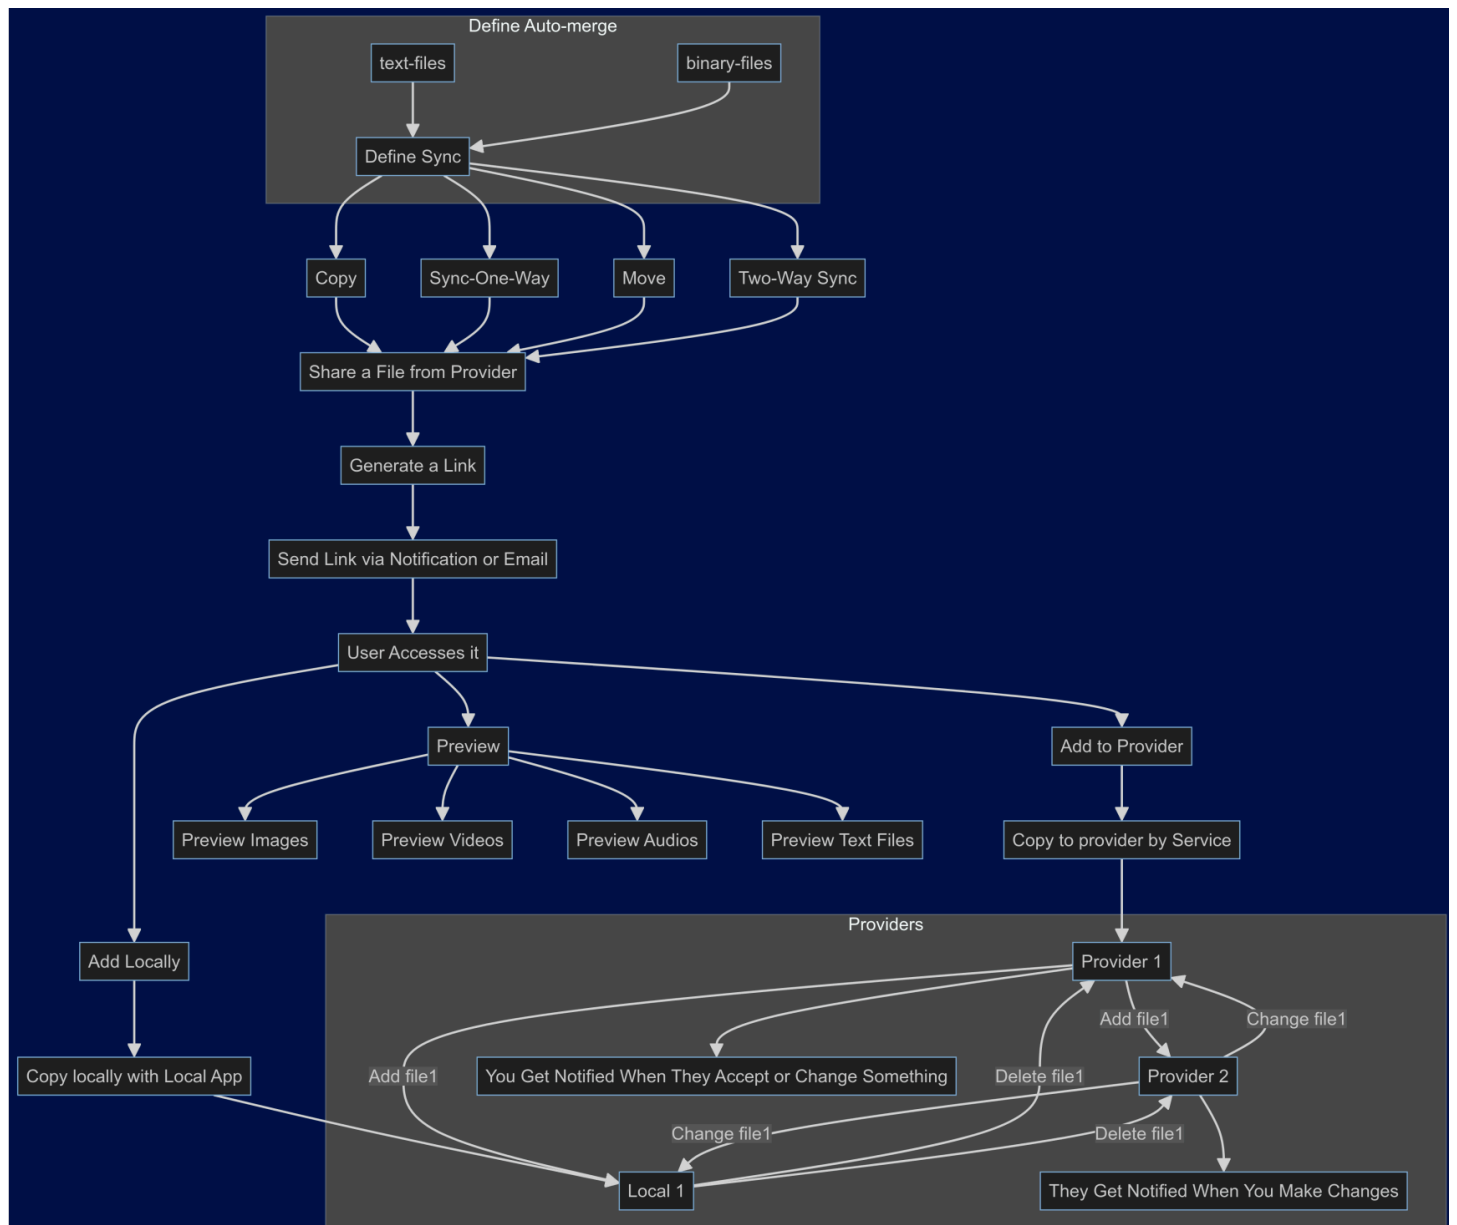 Define Auto-merge
text-files
binary-files
Define Sync
Copy
Sync-One-Way
Move
Two-Way Sync
Share a File from Provider
Generate a Link
Send Link via Notification or Email
User Accesses it
Preview
Add to Provider
Preview Images
Preview Videos
Preview Audios
Preview Text Files
Copy to provider by Service
Providers
Add Locally
Provider 1
Add file1
Change file1
Copy locally with Local App
Add file1
You Get Notified When They Accept or Change Something
Delete file1
Provider 2
Change file1
Delete file1
Local 1
They Get Notified When You Make Changes